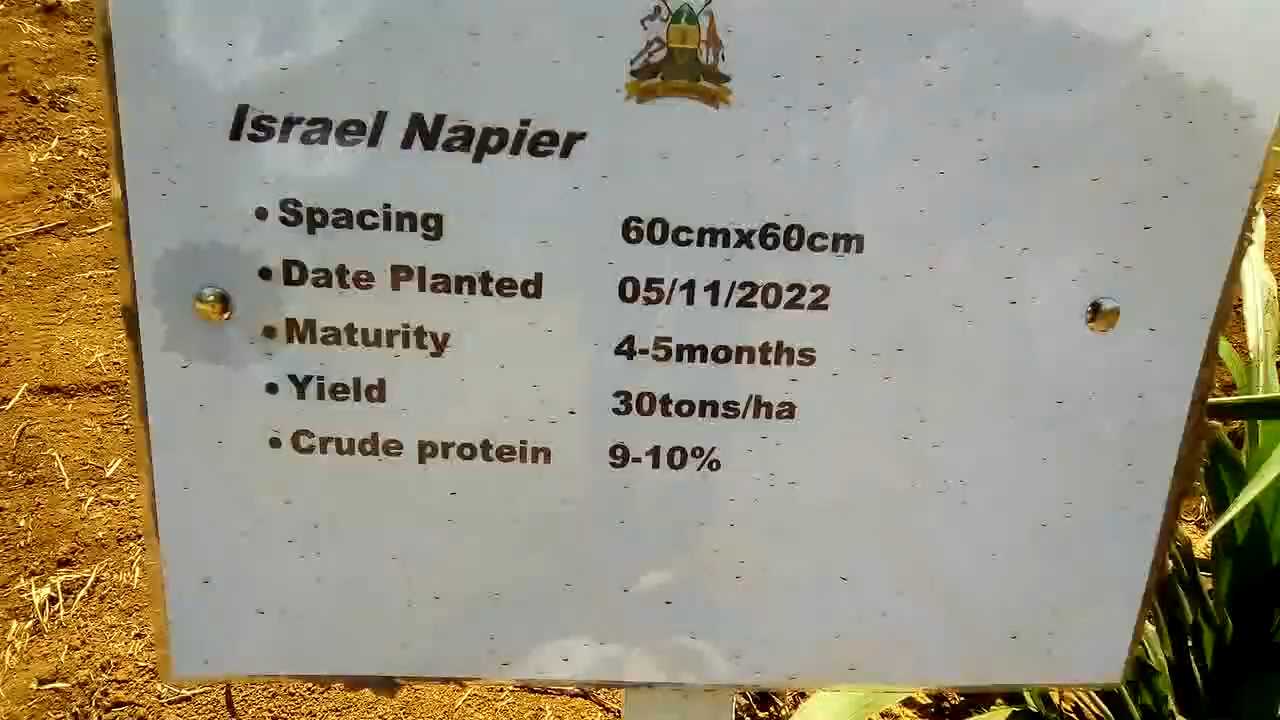 Israel Napier
• Spacing 60cmx60cm
• Date Planted 05/11/2022
• Maturity 4-5months
• Yield 30tons/ha
• Crude protein 9-10%